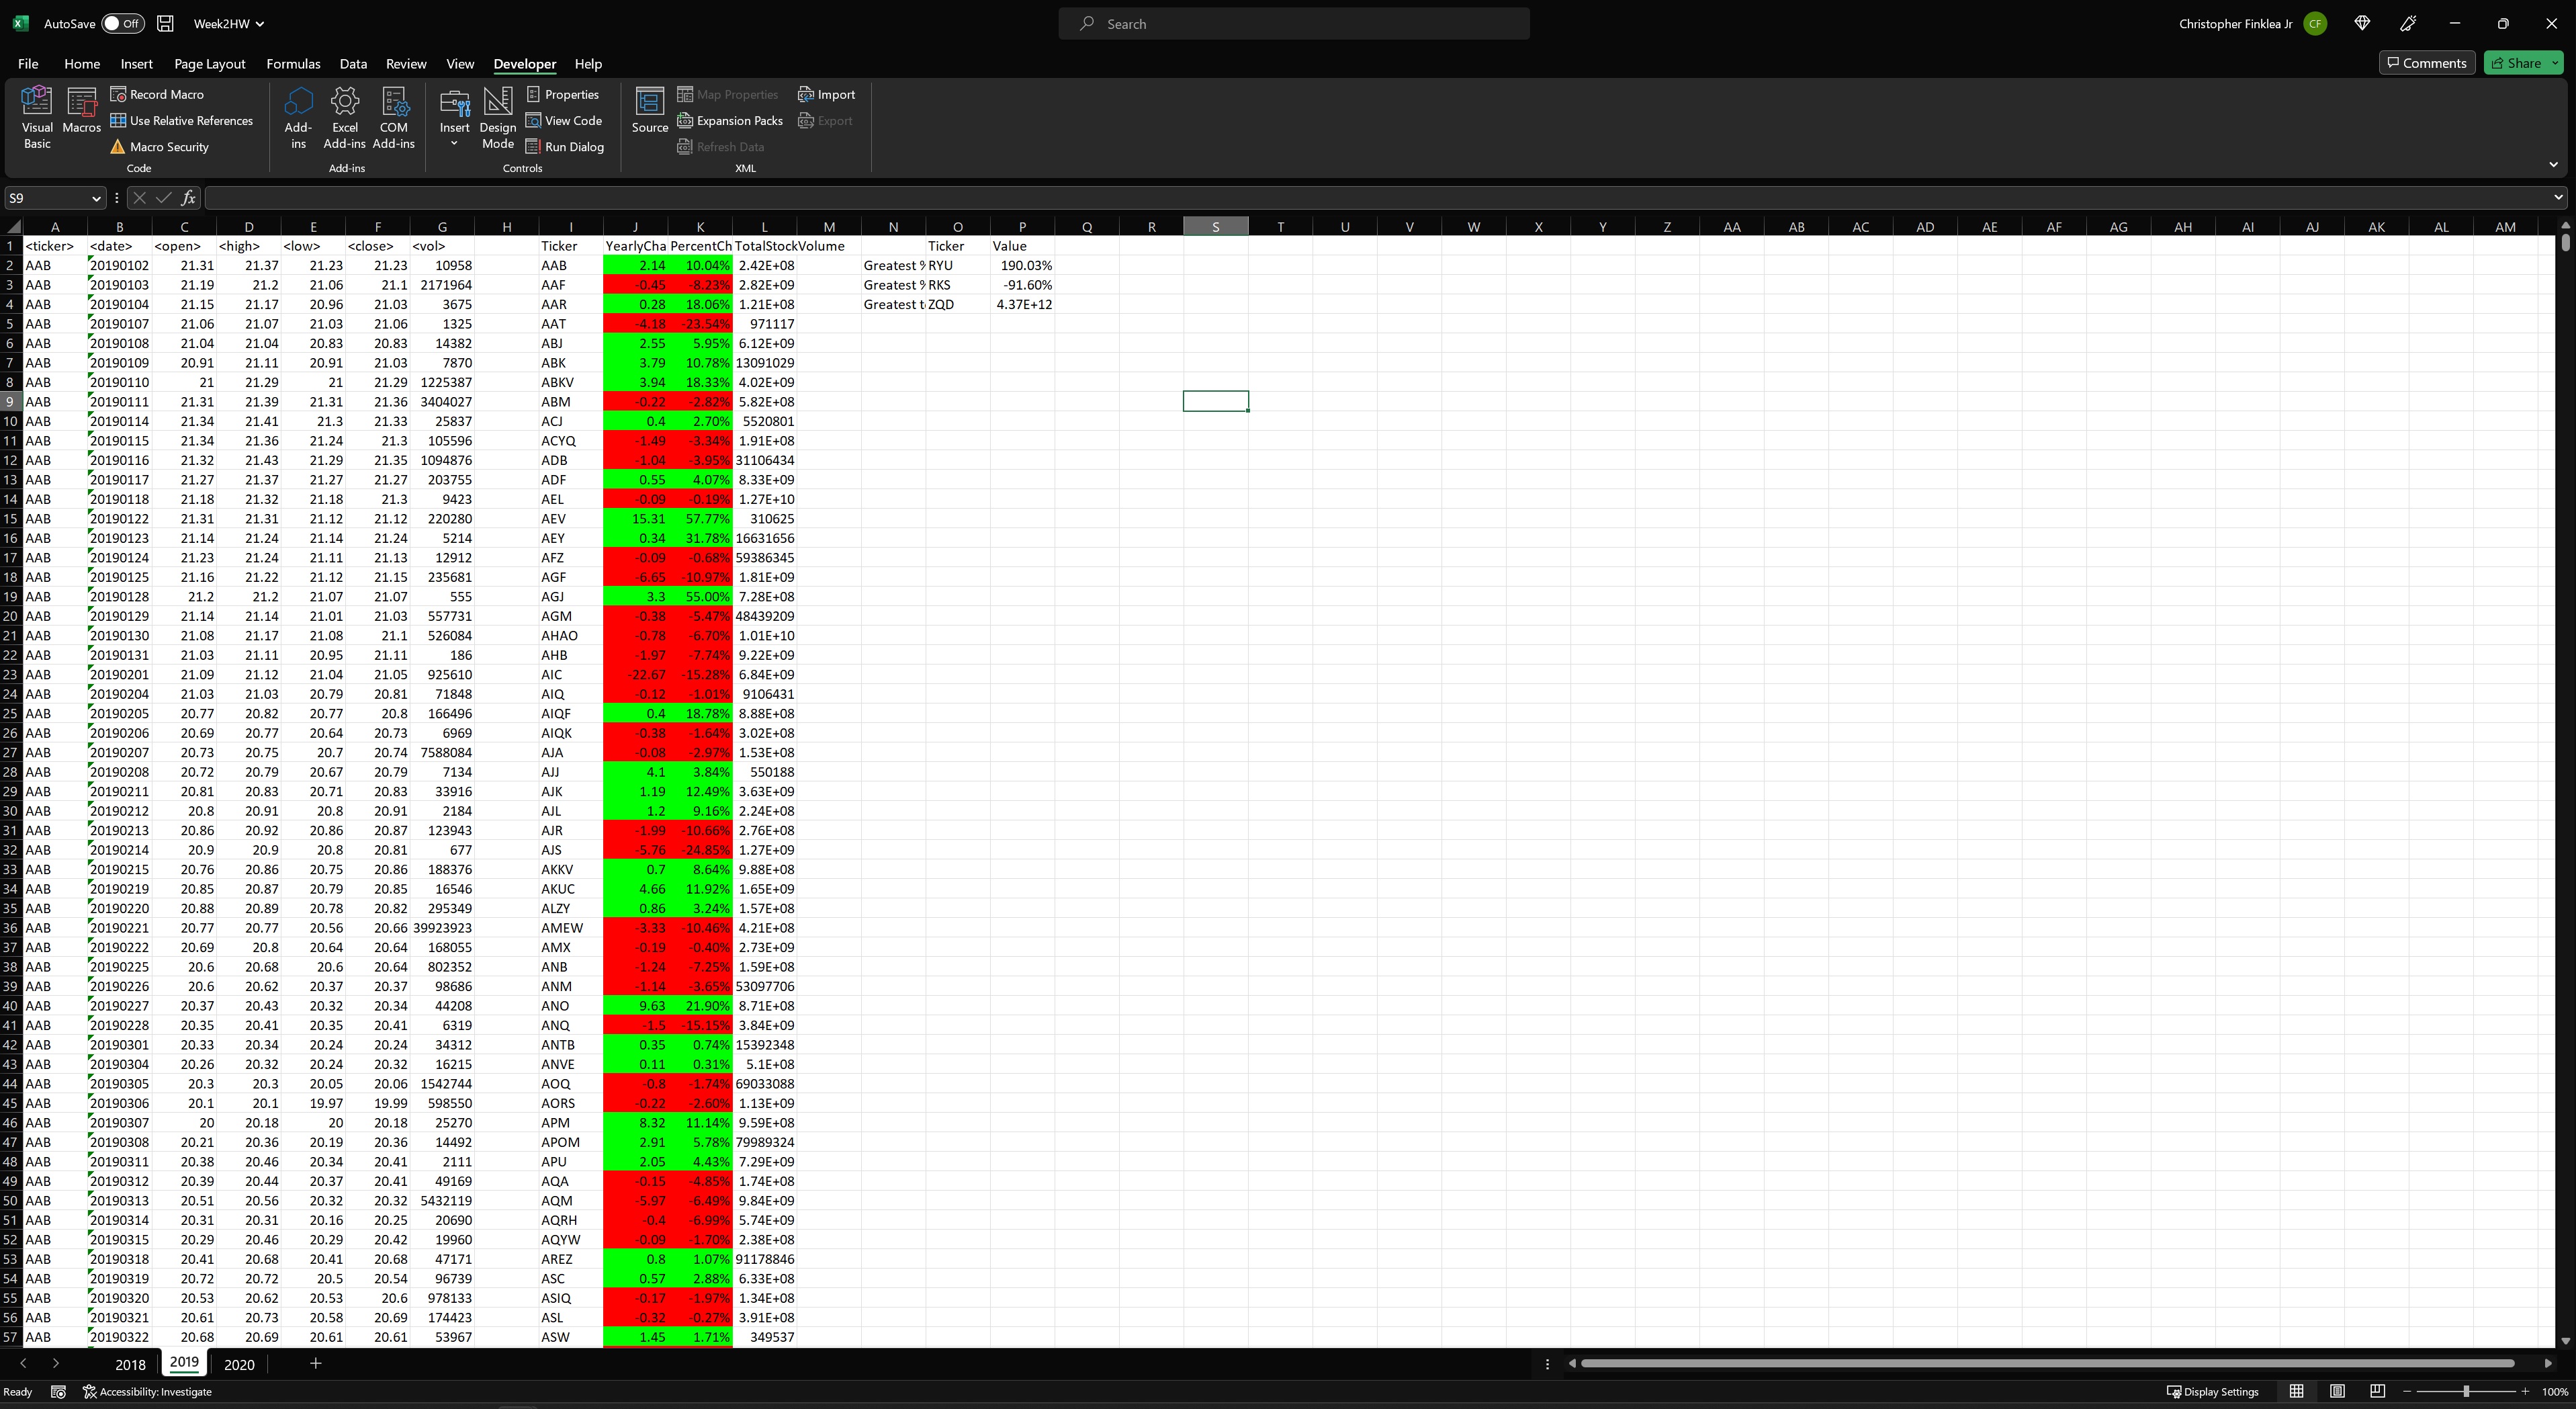 AutoSave Off Week2HW Search Christopher Finklea Jr CF
File Home Insert Page Layout Formulas Data Review View Developer Help Comments Share
Visual Basic Macros Record Macro Use Relative References Macro Security Code
Add-ins Excel Add-ins COM Add-ins Add-ins
Insert Design Mode Properties View Code Run Dialog Controls
Source Map Properties Expansion Packs Refresh Data Import Export XML
S9 fx
A B C D E F G H I J K L M N O P Q R S T U V W X Y Z AA AB AC AD AE AF AG AH AI AJ AK AL AM
1 <ticker> <date> <open> <high> <low> <close> <vol> Ticker YearlyCha PercentCh TotalStockVolume Ticker Value
2 AAB 20190102 21.31 21.37 21.23 21.23 10958 AAB 2.14 10.04% 2.42E+08 Greatest % RYU 190.03%
3 AAB 20190103 21.19 21.2 21.06 21.1 2171964 AAF -0.45 -8.23% 2.82E+09 Greatest % RKS -91.60%
4 AAB 20190104 21.15 21.17 20.96 21.03 3675 AAR 0.28 18.06% 1.21E+08 Greatest t ZQD 4.37E+12
5 AAB 20190107 21.06 21.07 21.03 21.06 1325 AAT -4.18 -23.54% 971117
6 AAB 20190108 21.04 21.04 20.83 20.83 14382 ABJ 2.55 5.95% 6.12E+09
7 AAB 20190109 20.91 21.11 20.91 21.03 7870 ABK 3.79 10.78% 13091029
8 AAB 20190110 21 21.29 21 21.29 1225387 ABKV 3.94 18.33% 4.02E+09
9 AAB 20190111 21.31 21.39 21.31 21.36 3404027 ABM -0.22 -2.82% 5.82E+08
10 AAB 20190114 21.34 21.41 21.3 21.33 25837 ACJ 0.4 2.70% 5520801
11 AAB 20190115 21.34 21.36 21.24 21.3 105596 ACYQ -1.49 -3.34% 1.91E+08
12 AAB 20190116 21.32 21.43 21.29 21.35 1094876 ADB -1.04 -3.95% 31106434
13 AAB 20190117 21.27 21.37 21.27 21.27 203755 ADF 0.55 4.07% 8.33E+09
14 AAB 20190118 21.18 21.32 21.18 21.3 9423 AEL -0.09 -0.19% 1.27E+10
15 AAB 20190122 21.31 21.31 21.12 21.12 220280 AEV 15.31 57.77% 310625
16 AAB 20190123 21.14 21.24 21.14 21.24 5214 AEY 0.34 31.78% 16631656
17 AAB 20190124 21.23 21.24 21.11 21.13 12912 AFZ -0.09 -0.68% 59386345
18 AAB 20190125 21.16 21.22 21.12 21.15 235681 AGF -6.65 -10.97% 1.81E+09
19 AAB 20190128 21.2 21.2 21.07 21.07 555 AGJ 3.3 55.00% 7.28E+08
20 AAB 20190129 21.14 21.14 21.01 21.03 557731 AGM -0.38 -5.47% 48439209
21 AAB 20190130 21.08 21.17 21.08 21.1 526084 AHAO -0.78 -6.70% 1.01E+10
22 AAB 20190131 21.03 21.11 20.95 21.11 186 AHB -1.97 -7.74% 9.22E+09
23 AAB 20190201 21.09 21.12 21.04 21.05 925610 AIC -22.67 -15.28% 6.84E+09
24 AAB 20190204 21.03 21.03 20.79 20.81 71848 AIQ -0.12 -1.01% 9106431
25 AAB 20190205 20.77 20.82 20.77 20.8 166496 AIQF 0.4 18.78% 8.88E+08
26 AAB 20190206 20.69 20.77 20.64 20.73 6969 AIQK -0.38 -1.64% 3.02E+08
27 AAB 20190207 20.73 20.75 20.7 20.74 7588084 AJA -0.08 -2.97% 1.53E+08
28 AAB 20190208 20.72 20.79 20.67 20.79 7134 AJJ 4.1 3.84% 550188
29 AAB 20190211 20.81 20.83 20.71 20.83 33916 AJK 1.19 12.49% 3.63E+09
30 AAB 20190212 20.8 20.91 20.8 20.91 2184 AJL 1.2 9.16% 2.24E+08
31 AAB 20190213 20.86 20.92 20.86 20.87 123943 AJR -1.99 -10.66% 2.76E+08
32 AAB 20190214 20.9 20.9 20.8 20.81 677 AJS -5.76 -24.85% 1.27E+09
33 AAB 20190215 20.76 20.86 20.75 20.86 188376 AKKV 0.7 8.64% 9.88E+08
34 AAB 20190219 20.85 20.87 20.79 20.85 16546 AKUC 4.66 11.92% 1.65E+09
35 AAB 20190220 20.88 20.89 20.78 20.82 295349 ALZY 0.86 3.24% 1.57E+08
36 AAB 20190221 20.77 20.77 20.56 20.66 39923923 AMEW -3.33 -10.46% 4.21E+08
37 AAB 20190222 20.69 20.8 20.64 20.64 168055 AMX -0.19 -0.40% 2.73E+09
38 AAB 20190225 20.6 20.68 20.6 20.64 802352 ANB -1.24 -7.25% 1.59E+08
39 AAB 20190226 20.6 20.62 20.37 20.37 98686 ANM -1.14 -3.65% 53097706
40 AAB 20190227 20.37 20.43 20.32 20.34 44208 ANO 9.63 21.90% 8.71E+08
41 AAB 20190228 20.35 20.41 20.35 20.41 6319 ANQ -1.5 -15.15% 3.84E+09
42 AAB 20190301 20.33 20.34 20.24 20.24 34312 ANTB 0.35 0.74% 15392348
43 AAB 20190304 20.26 20.32 20.24 20.32 16215 ANVE 0.11 0.31% 5.1E+08
44 AAB 20190305 20.3 20.3 20.05 20.06 1542744 AOQ -0.8 -1.74% 69033088
45 AAB 20190306 20.1 20.1 19.97 19.99 598550 AORS -0.22 -2.60% 1.13E+09
46 AAB 20190307 20 20.18 20 20.18 25270 APM 8.32 11.14% 9.59E+08
47 AAB 20190308 20.21 20.36 20.19 20.36 14492 APOM 2.91 5.78% 79989324
48 AAB 20190311 20.38 20.46 20.34 20.41 2111 APU 2.05 4.43% 7.29E+09
49 AAB 20190312 20.39 20.44 20.37 20.41 49169 AQA -0.15 -4.85% 1.74E+08
50 AAB 20190313 20.51 20.56 20.32 20.32 5432119 AQM -5.97 -6.49% 9.84E+09
51 AAB 20190314 20.31 20.31 20.16 20.25 20690 AQRH -0.4 -6.99% 5.74E+09
52 AAB 20190315 20.29 20.46 20.29 20.42 19960 AQYW -0.09 -1.70% 2.38E+08
53 AAB 20190318 20.41 20.68 20.41 20.68 47171 AREZ 0.8 1.07% 91178846
54 AAB 20190319 20.72 20.72 20.5 20.54 96739 ASC 0.57 2.88% 6.33E+08
55 AAB 20190320 20.53 20.62 20.53 20.6 978133 ASIQ -0.17 -1.97% 1.34E+08
56 AAB 20190321 20.61 20.73 20.58 20.69 174423 ASL -0.32 -0.27% 3.91E+08
57 AAB 20190322 20.68 20.69 20.61 20.61 53967 ASW 1.45 1.71% 349537
2018 2019 2020
Ready Accessibility: Investigate Display Settings 100%